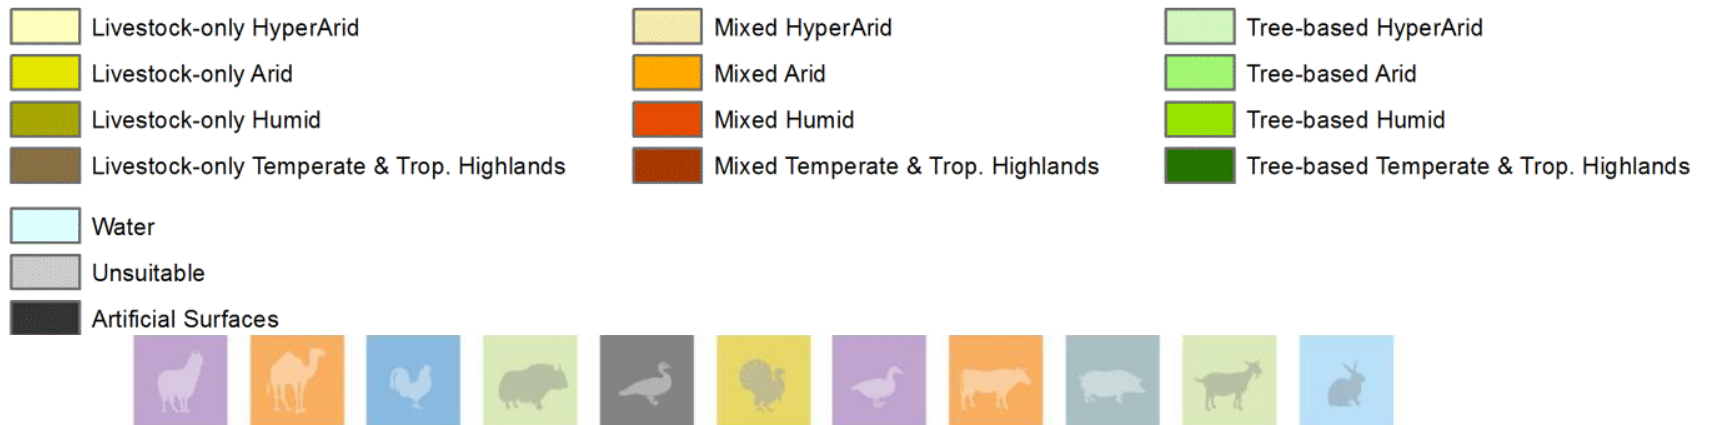 Livestock-only HyperArid
Livestock-only Arid
Livestock-only Humid
Livestock-only Temperate & Trop. Highlands
Mixed HyperArid
Mixed Arid
Mixed Humid
Mixed Temperate & Trop. Highlands
Tree-based HyperArid
Tree-based Arid
Tree-based Humid
Tree-based Temperate & Trop. Highlands
Water
Unsuitable
Artificial Surfaces